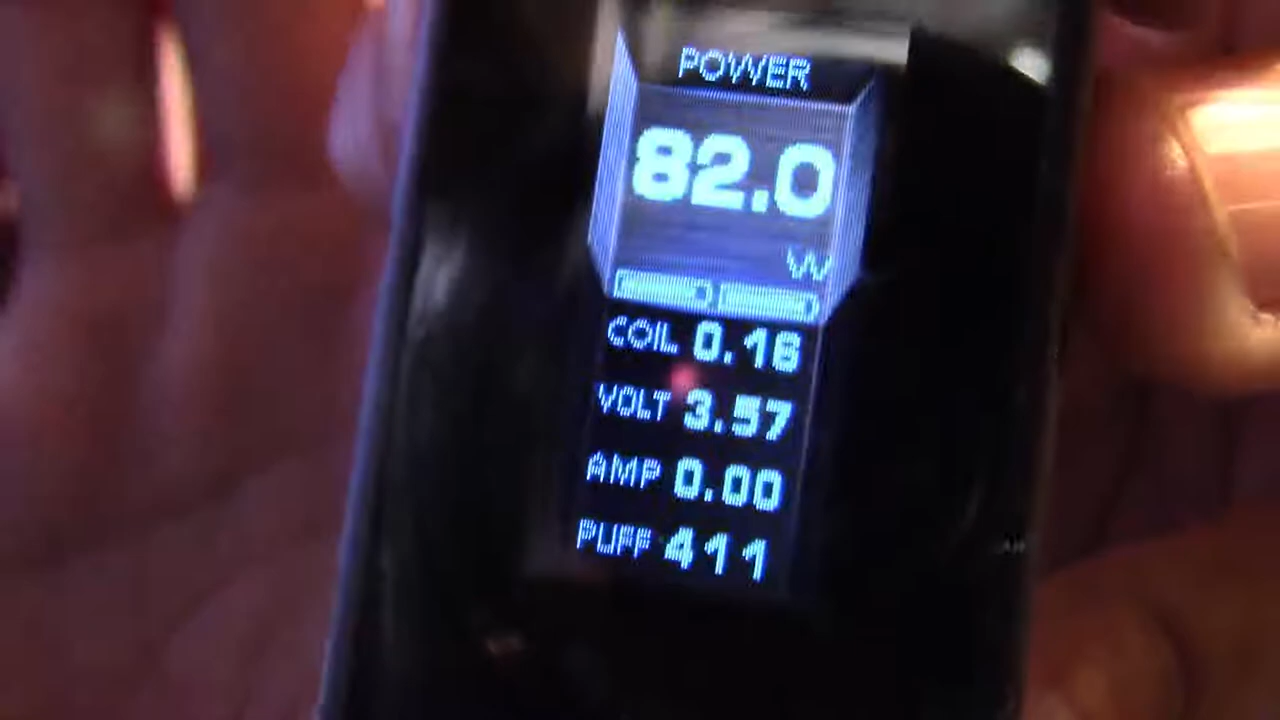 POWER
82.0
W
COIL 0.16
VOLT 3.57
AMP 0.00
PUFF 411